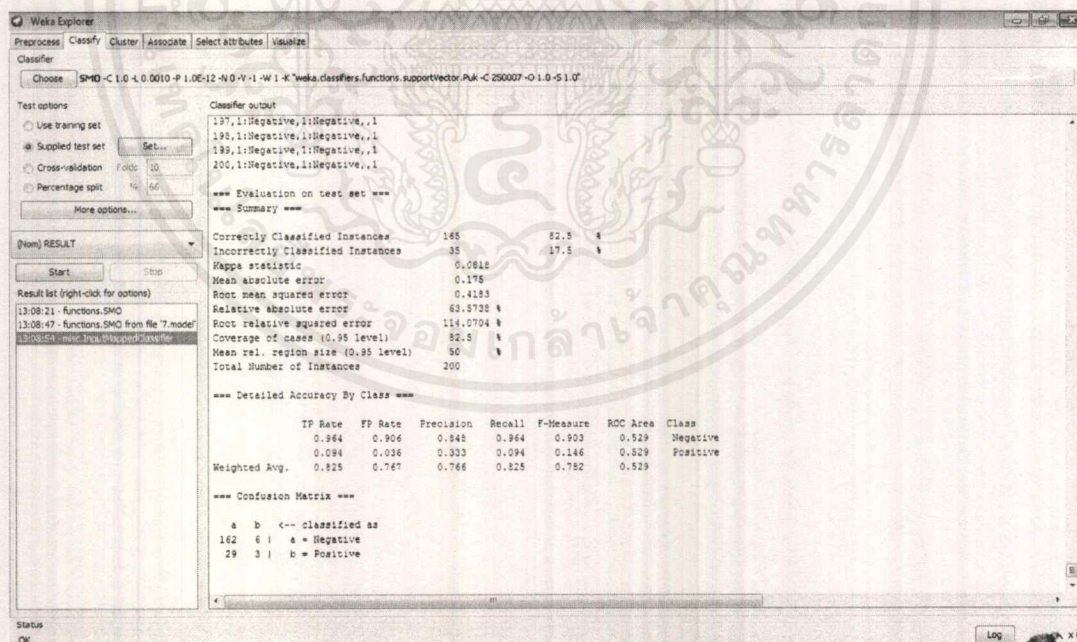 Weka Explorer
Preprocess Classify Cluster Associate Select attributes Visualize
Classifier
Choose SMO -C 1.0 -L 0.0010 -P 1.0E-12 -N 0 -V -1 -W 1 -K "weka.classifiers.functions.supportVector.Puk -C 250007 -O 1.0 -S 1.0"
Test options
Use training set
Supplied test set Set...
Cross-validation Folds 10
Percentage split % 66
More options...
(Nom) RESULT
Start Stop
Result list (right-click for options)
13:08:21 - functions.SMO
13:08:47 - functions.SMO from file '7.model'
13:08:54 - misc.InputMappedClassifier
Classifier output
197,1:Negative,1:Negative,,1
198,1:Negative,1:Negative,,1
199,1:Negative,1:Negative,,1
200,1:Negative,1:Negative,,1
=== Evaluation on test set ===
=== Summary ===
Correctly Classified Instances 165 82.5 %
Incorrectly Classified Instances 35 17.5 %
Kappa statistic 0.0818
Mean absolute error 0.175
Root mean squared error 0.4183
Relative absolute error 63.5738 %
Root relative squared error 114.0704 %
Coverage of cases (0.95 level) 82.5 %
Mean rel. region size (0.95 level) 50 %
Total Number of Instances 200
=== Detailed Accuracy By Class ===
TP Rate FP Rate Precision Recall F-Measure ROC Area Class
0.964 0.906 0.848 0.964 0.903 0.529 Negative
0.094 0.036 0.333 0.094 0.146 0.529 Positive
Weighted Avg. 0.825 0.767 0.766 0.825 0.782 0.529
=== Confusion Matrix ===
a b <-- classified as
162 6 | a = Negative
29 3 | b = Positive
Status
OK
Log